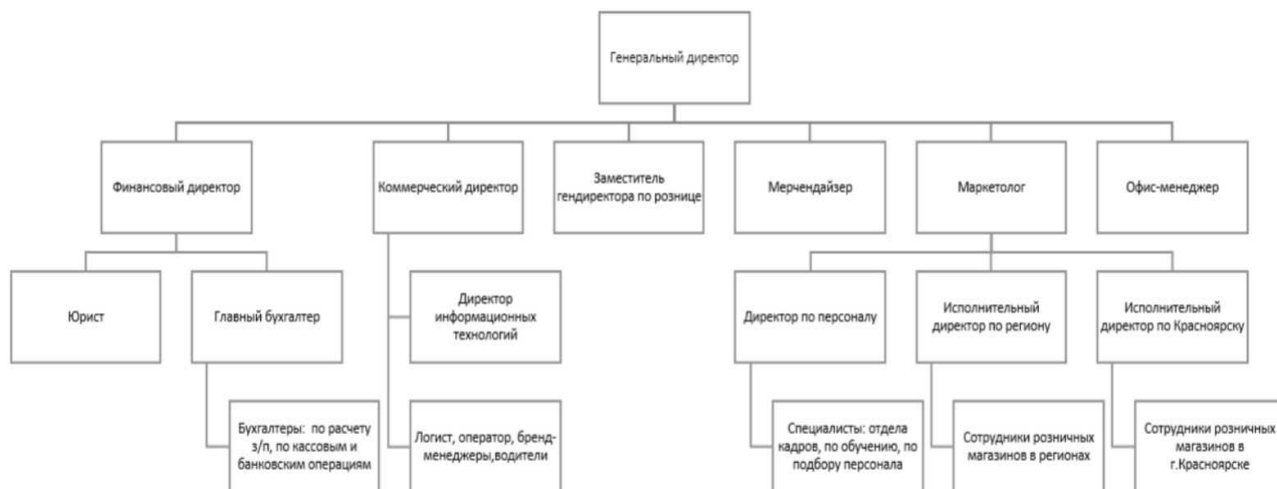 Генеральный директор
Финансовый директор
Коммерческий директор
Заместитель
гендиректора по рознице
Мерчендайзер
Маркетолог
Офис-менеджер
Юрист
Главный бухгалтер
Директор
информационных
технологий
Директор по персоналу
Исполнительный
директор по региону
Исполнительный
директор по Красноярску
Бухгалтеры: по расчету
з/п, по кассовым и
банковским операциям
Логист, оператор, бренд-
менеджеры,водители
Специалисты: отдела
кадров, по обучению, по
подбору персонала
Сотрудники розничных
магазинов в регионах
Сотрудники розничных
магазинов в
г.Красноярске